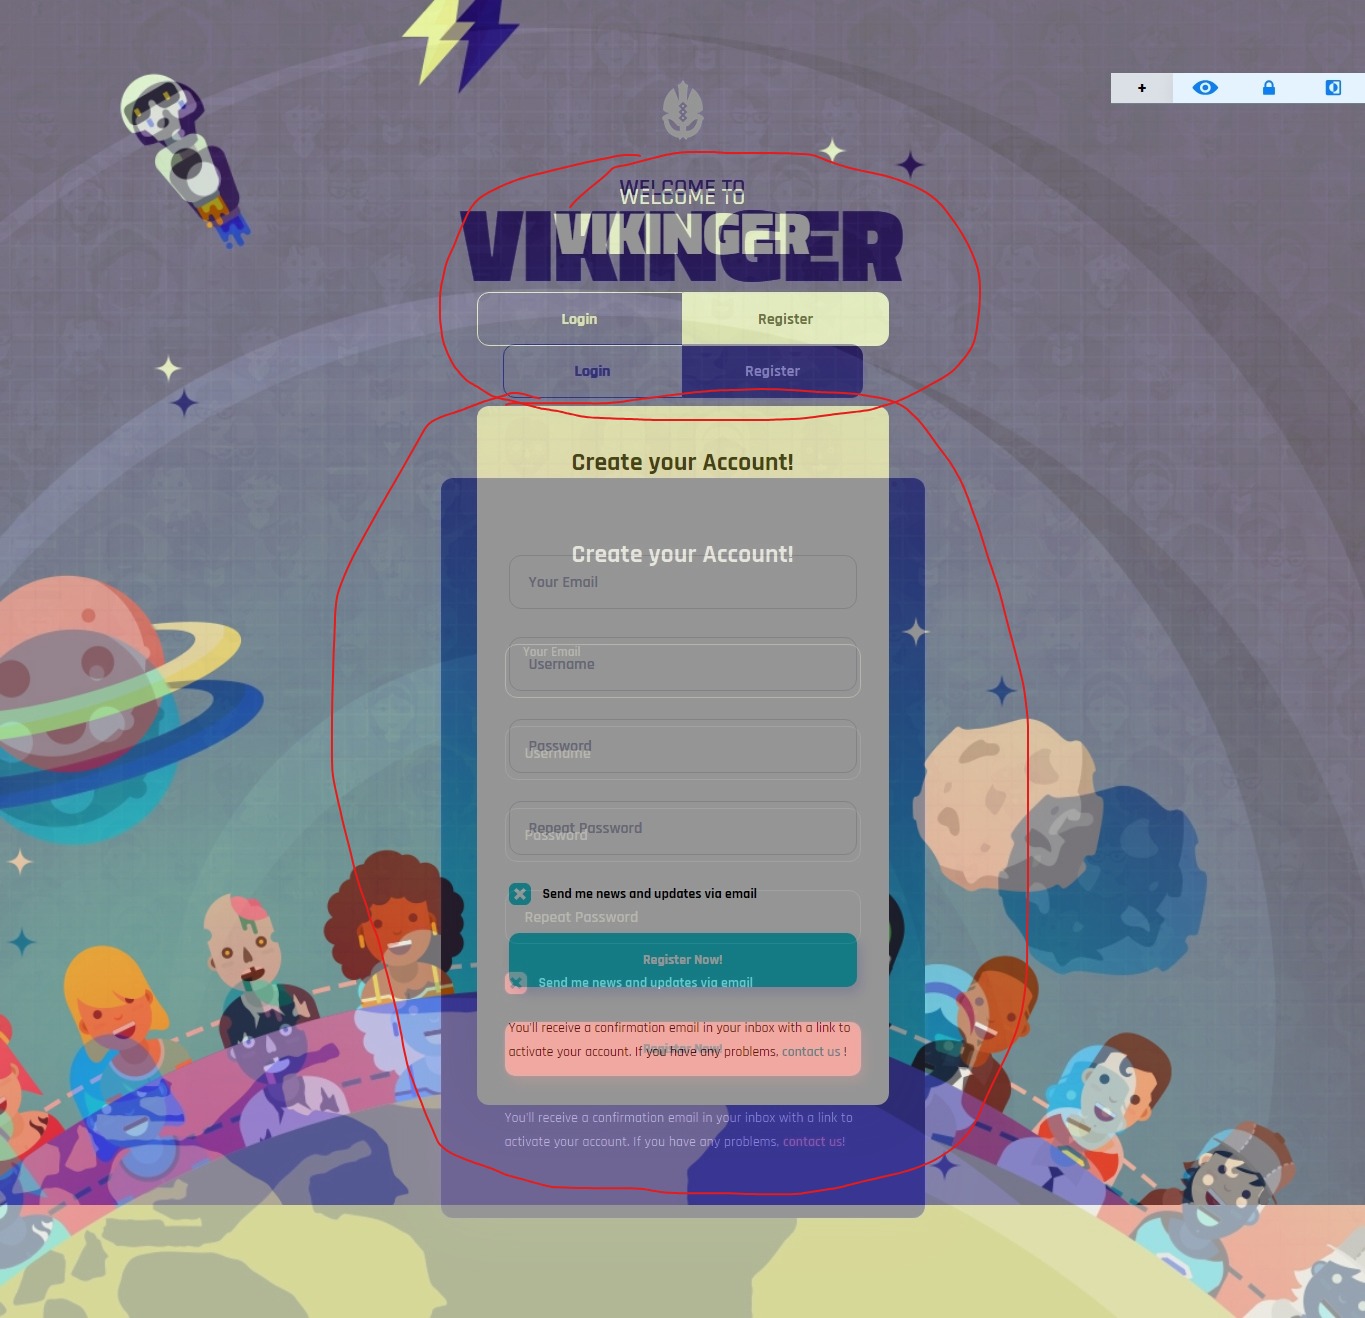 +
WELCOME TO
WELCOME TO
VIKINGER
VIKINGER
Login Register
Login Register
Create your Account!
Create your Account!
Your Email
Your Email
Username
Password
Username
Repeat Password
Password
Send me news and updates via email
Repeat Password
Register Now!
Send me news and updates via email
You'll receive a confirmation email in your inbox with a link to
Register Now!
activate your account. If you have any problems, contact us !
You'll receive a confirmation email in your inbox with a link to
activate your account. If you have any problems, contact us!